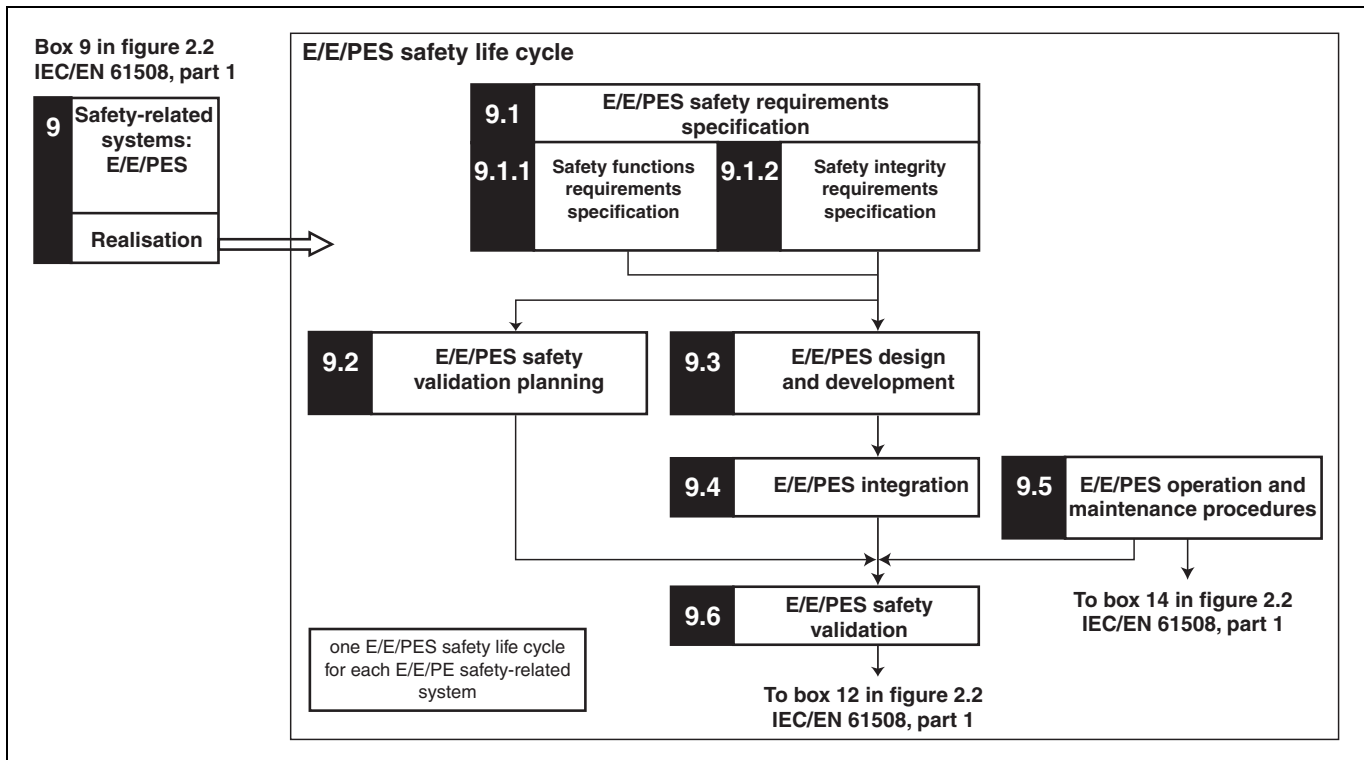 Box 9 in figure 2.2
IEC/EN 61508, part 1
9
Safety-related
systems:
E/E/PES
Realisation
E/E/PES safety life cycle
9.1
E/E/PES safety requirements
specification
9.1.1
Safety functions
requirements
specification
9.1.2
Safety integrity
requirements
specification
9.2
E/E/PES safety
validation planning
9.3
E/E/PES design
and development
9.4
E/E/PES integration
9.5
E/E/PES operation and
maintenance procedures
9.6
E/E/PES safety
validation
To box 14 in figure 2.2
IEC/EN 61508, part 1
one E/E/PES safety life cycle
for each E/E/PE safety-related
system
To box 12 in figure 2.2
IEC/EN 61508, part 1